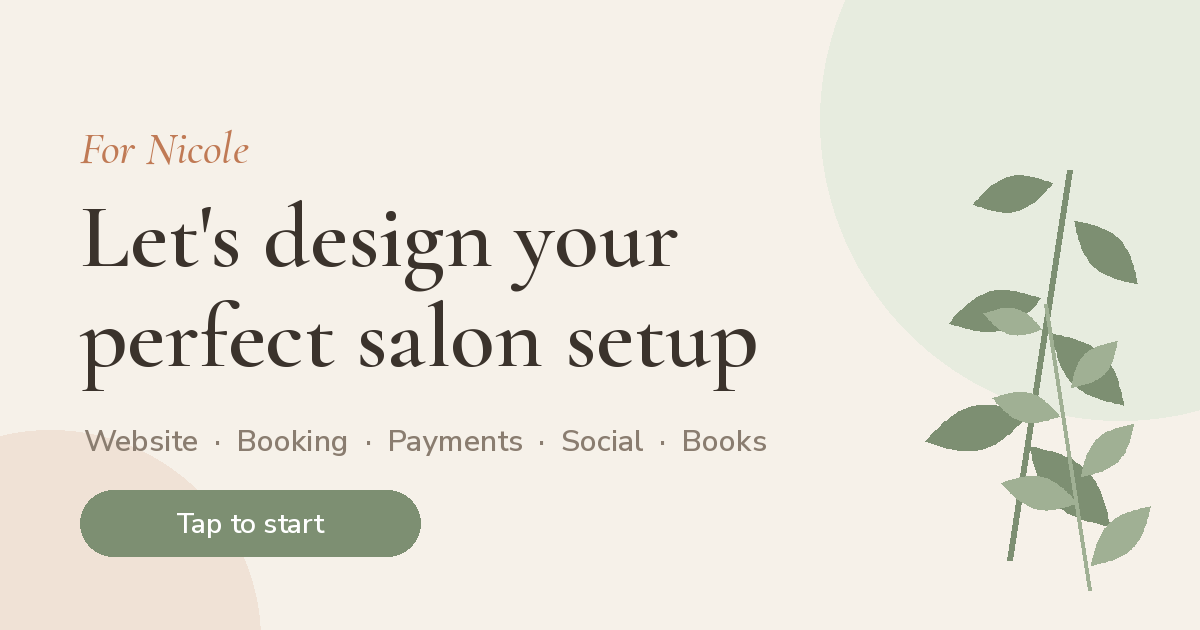 For Nicole
Let's design your
perfect salon setup
Website · Booking · Payments · Social · Books
Tap to start